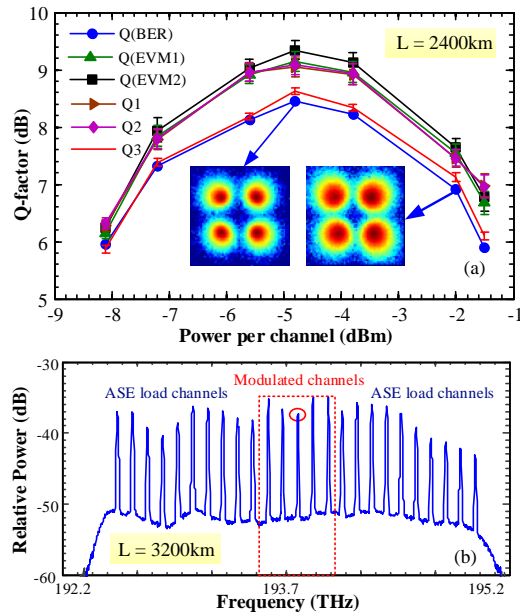 10
9
8
7
6
5
Q-factor (dB)
Q(BER)
Q(EVM1)
Q(EVM2)
Q1
Q2
Q3
L = 2400km
(a)
-9 -8 -7 -6 -5 -4 -3 -2 -1
Power per channel (dBm)
-30
-40
-50
-60
Relative Power (dB)
Modulated channels
ASE load channels ASE load channels
L = 3200km
(b)
192.2 193.7 195.2
Frequency (THz)